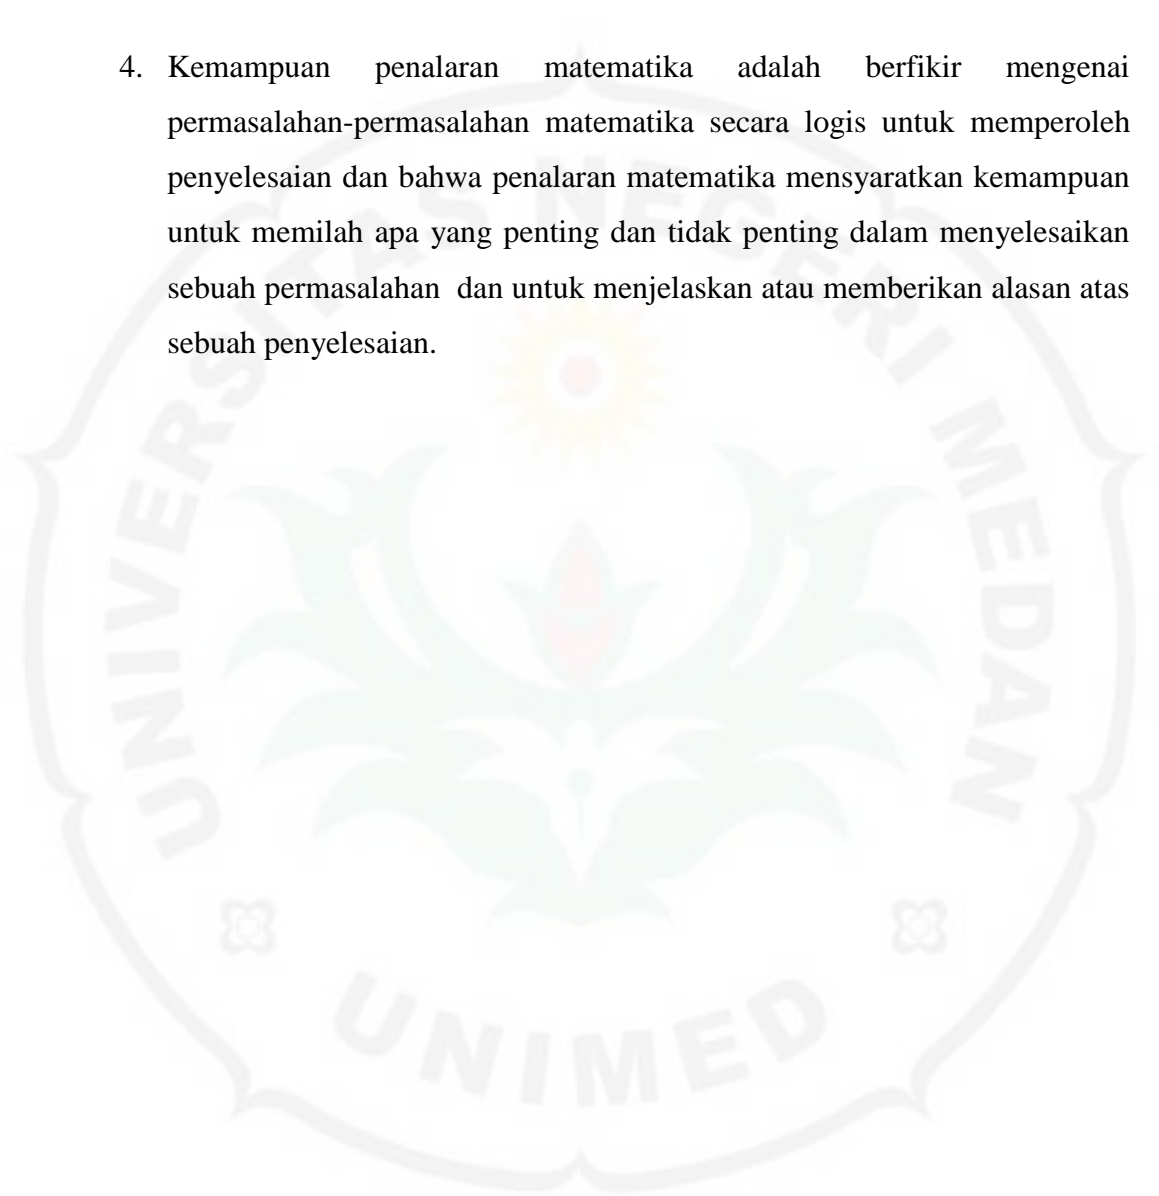 4. Kemampuan penalaran matematika adalah berfikir mengenai
permasalahan-permasalahan matematika secara logis untuk memperoleh
penyelesaian dan bahwa penalaran matematika mensyaratkan kemampuan
untuk memilah apa yang penting dan tidak penting dalam menyelesaikan
sebuah permasalahan dan untuk menjelaskan atau memberikan alasan atas
sebuah penyelesaian.
UNIVERSITAS NEGERI MEDAN
UNIMED